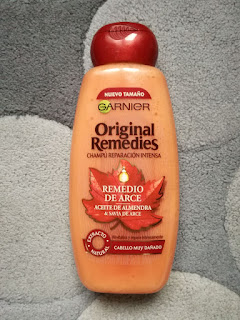 NUEVO TAMAÑO
GARNIER
Original
Remedies
CHAMPÚ REPARACIÓN INTENSA
REMEDIO
DE ARCE
ACEITE DE ALMENDRA
& SAVIA DE ARCE
EXTRACTO
NATURAL
CABELLO MUY DAÑADO